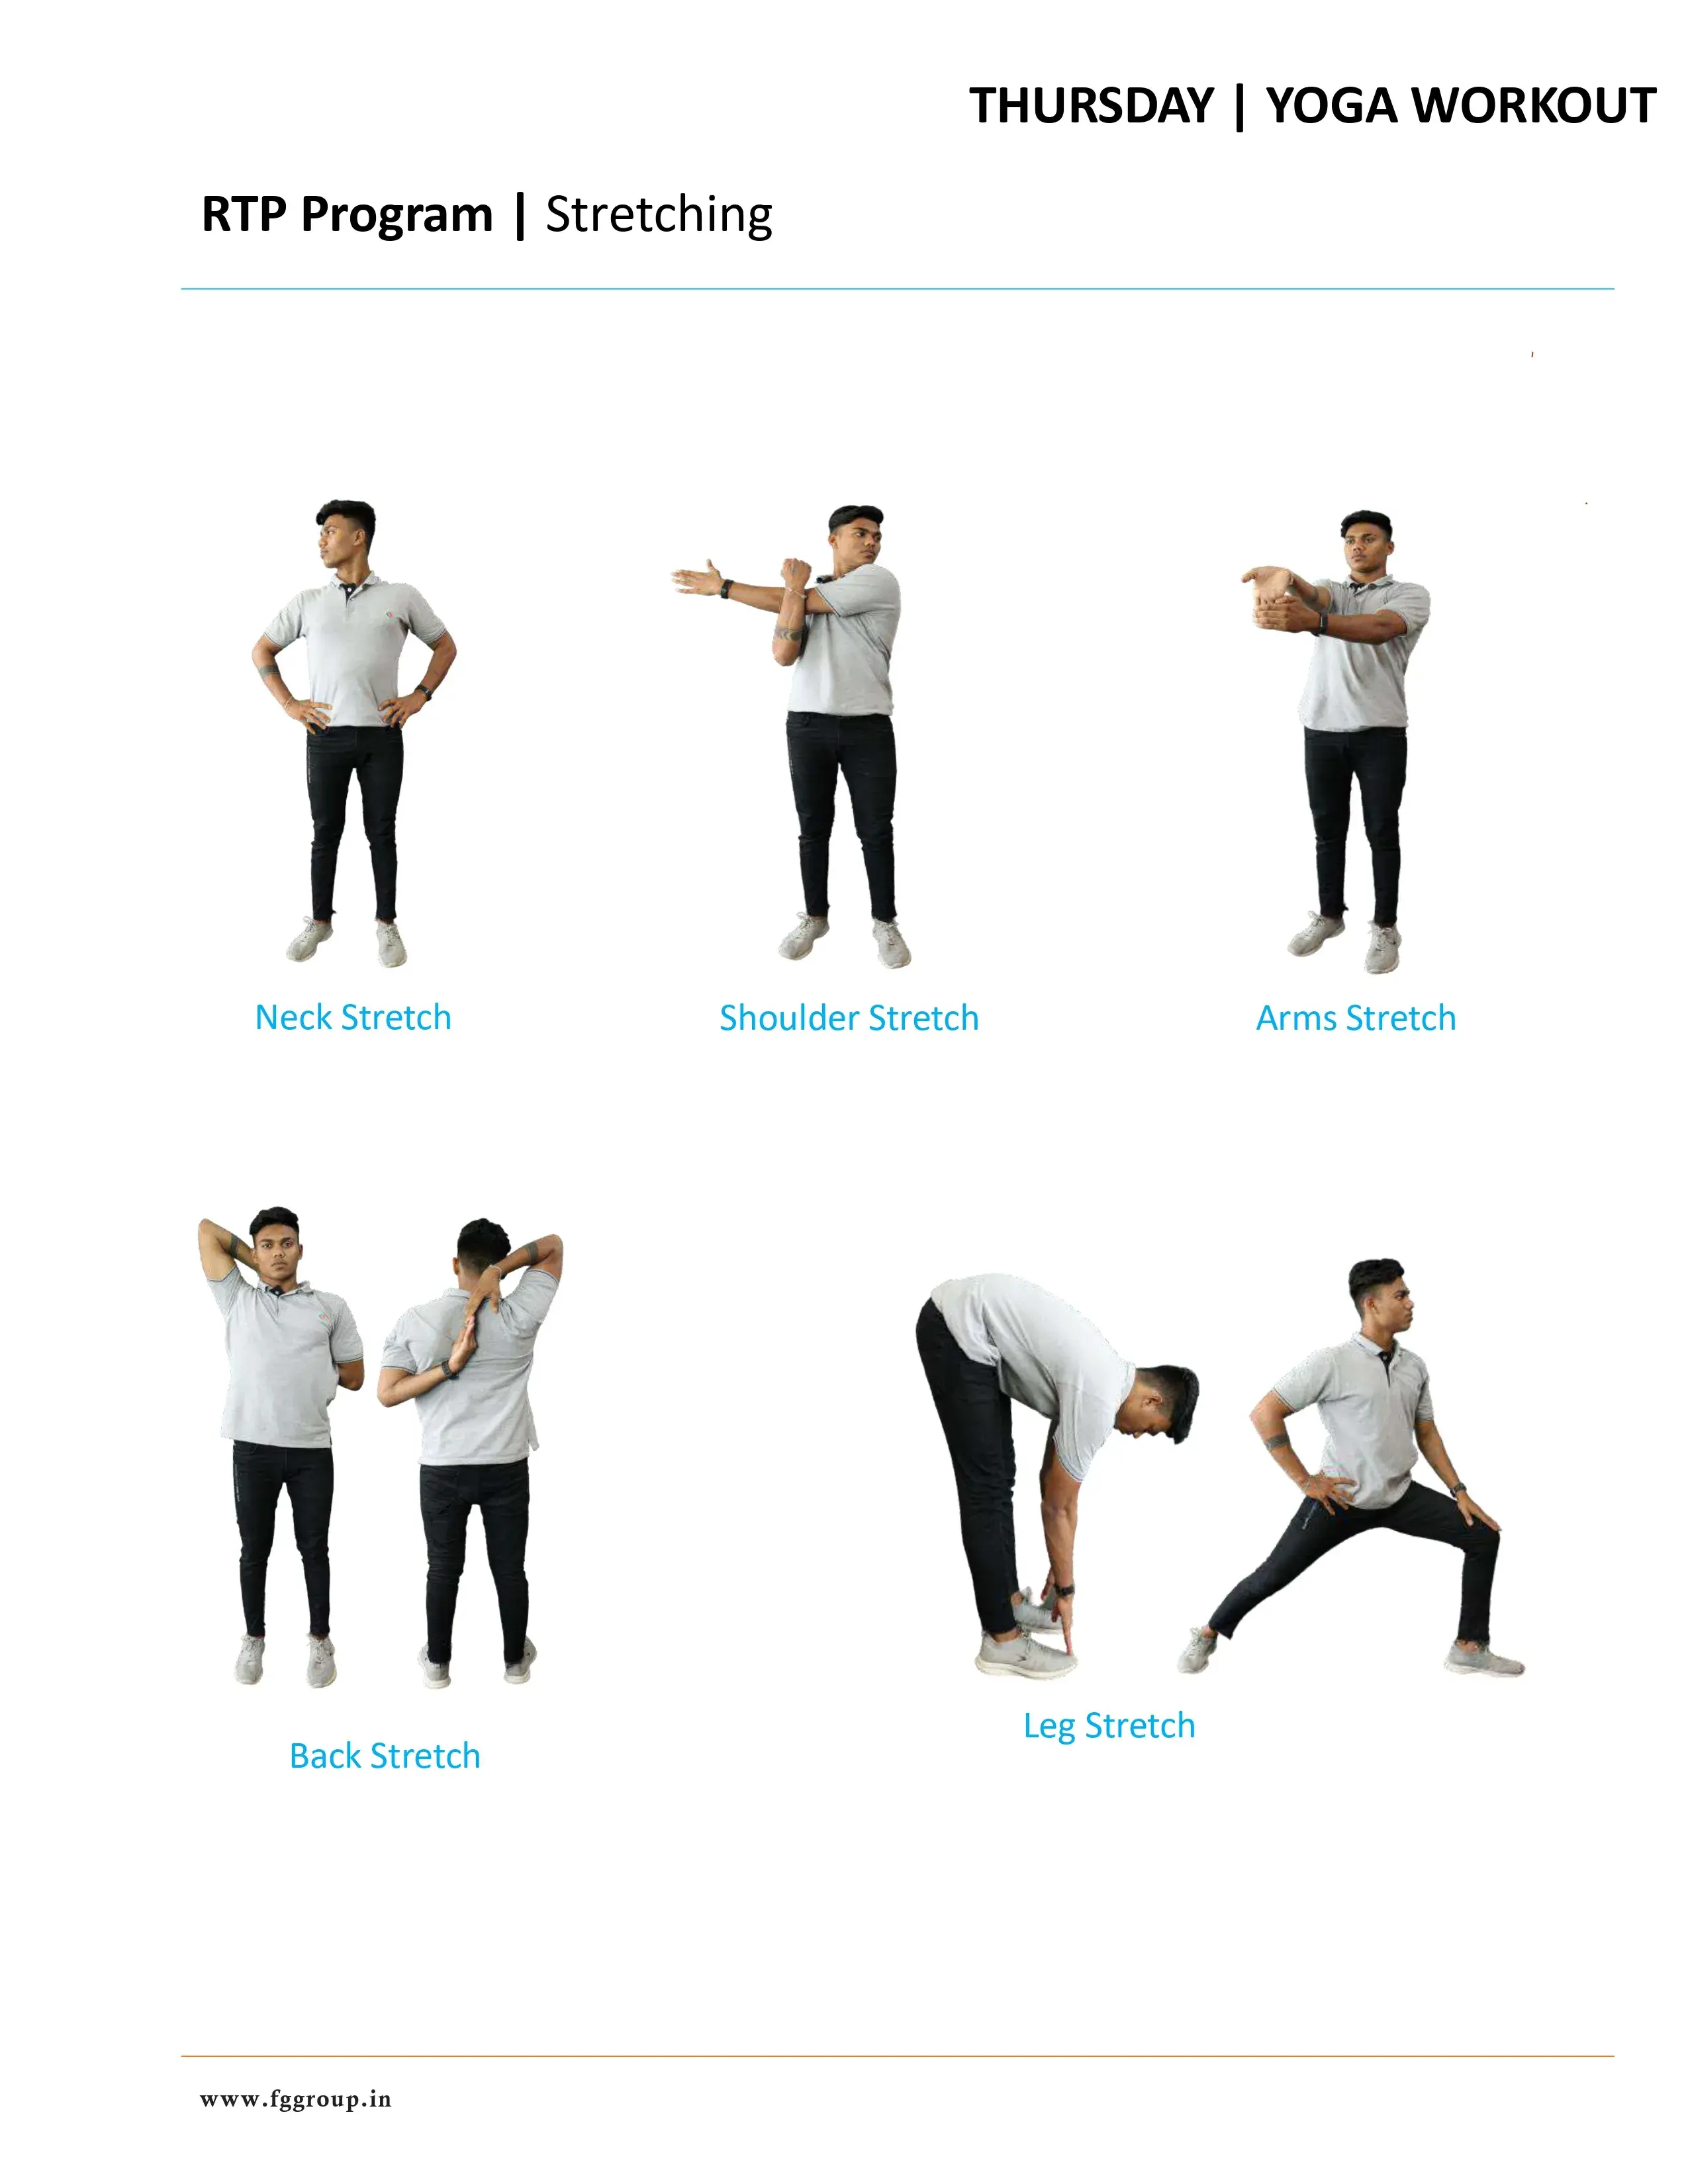 THURSDAY | YOGA WORKOUT
RTP Program | Stretching
Neck Stretch
Shoulder Stretch
Arms Stretch
Back Stretch
Leg Stretch
www.fggroup.in